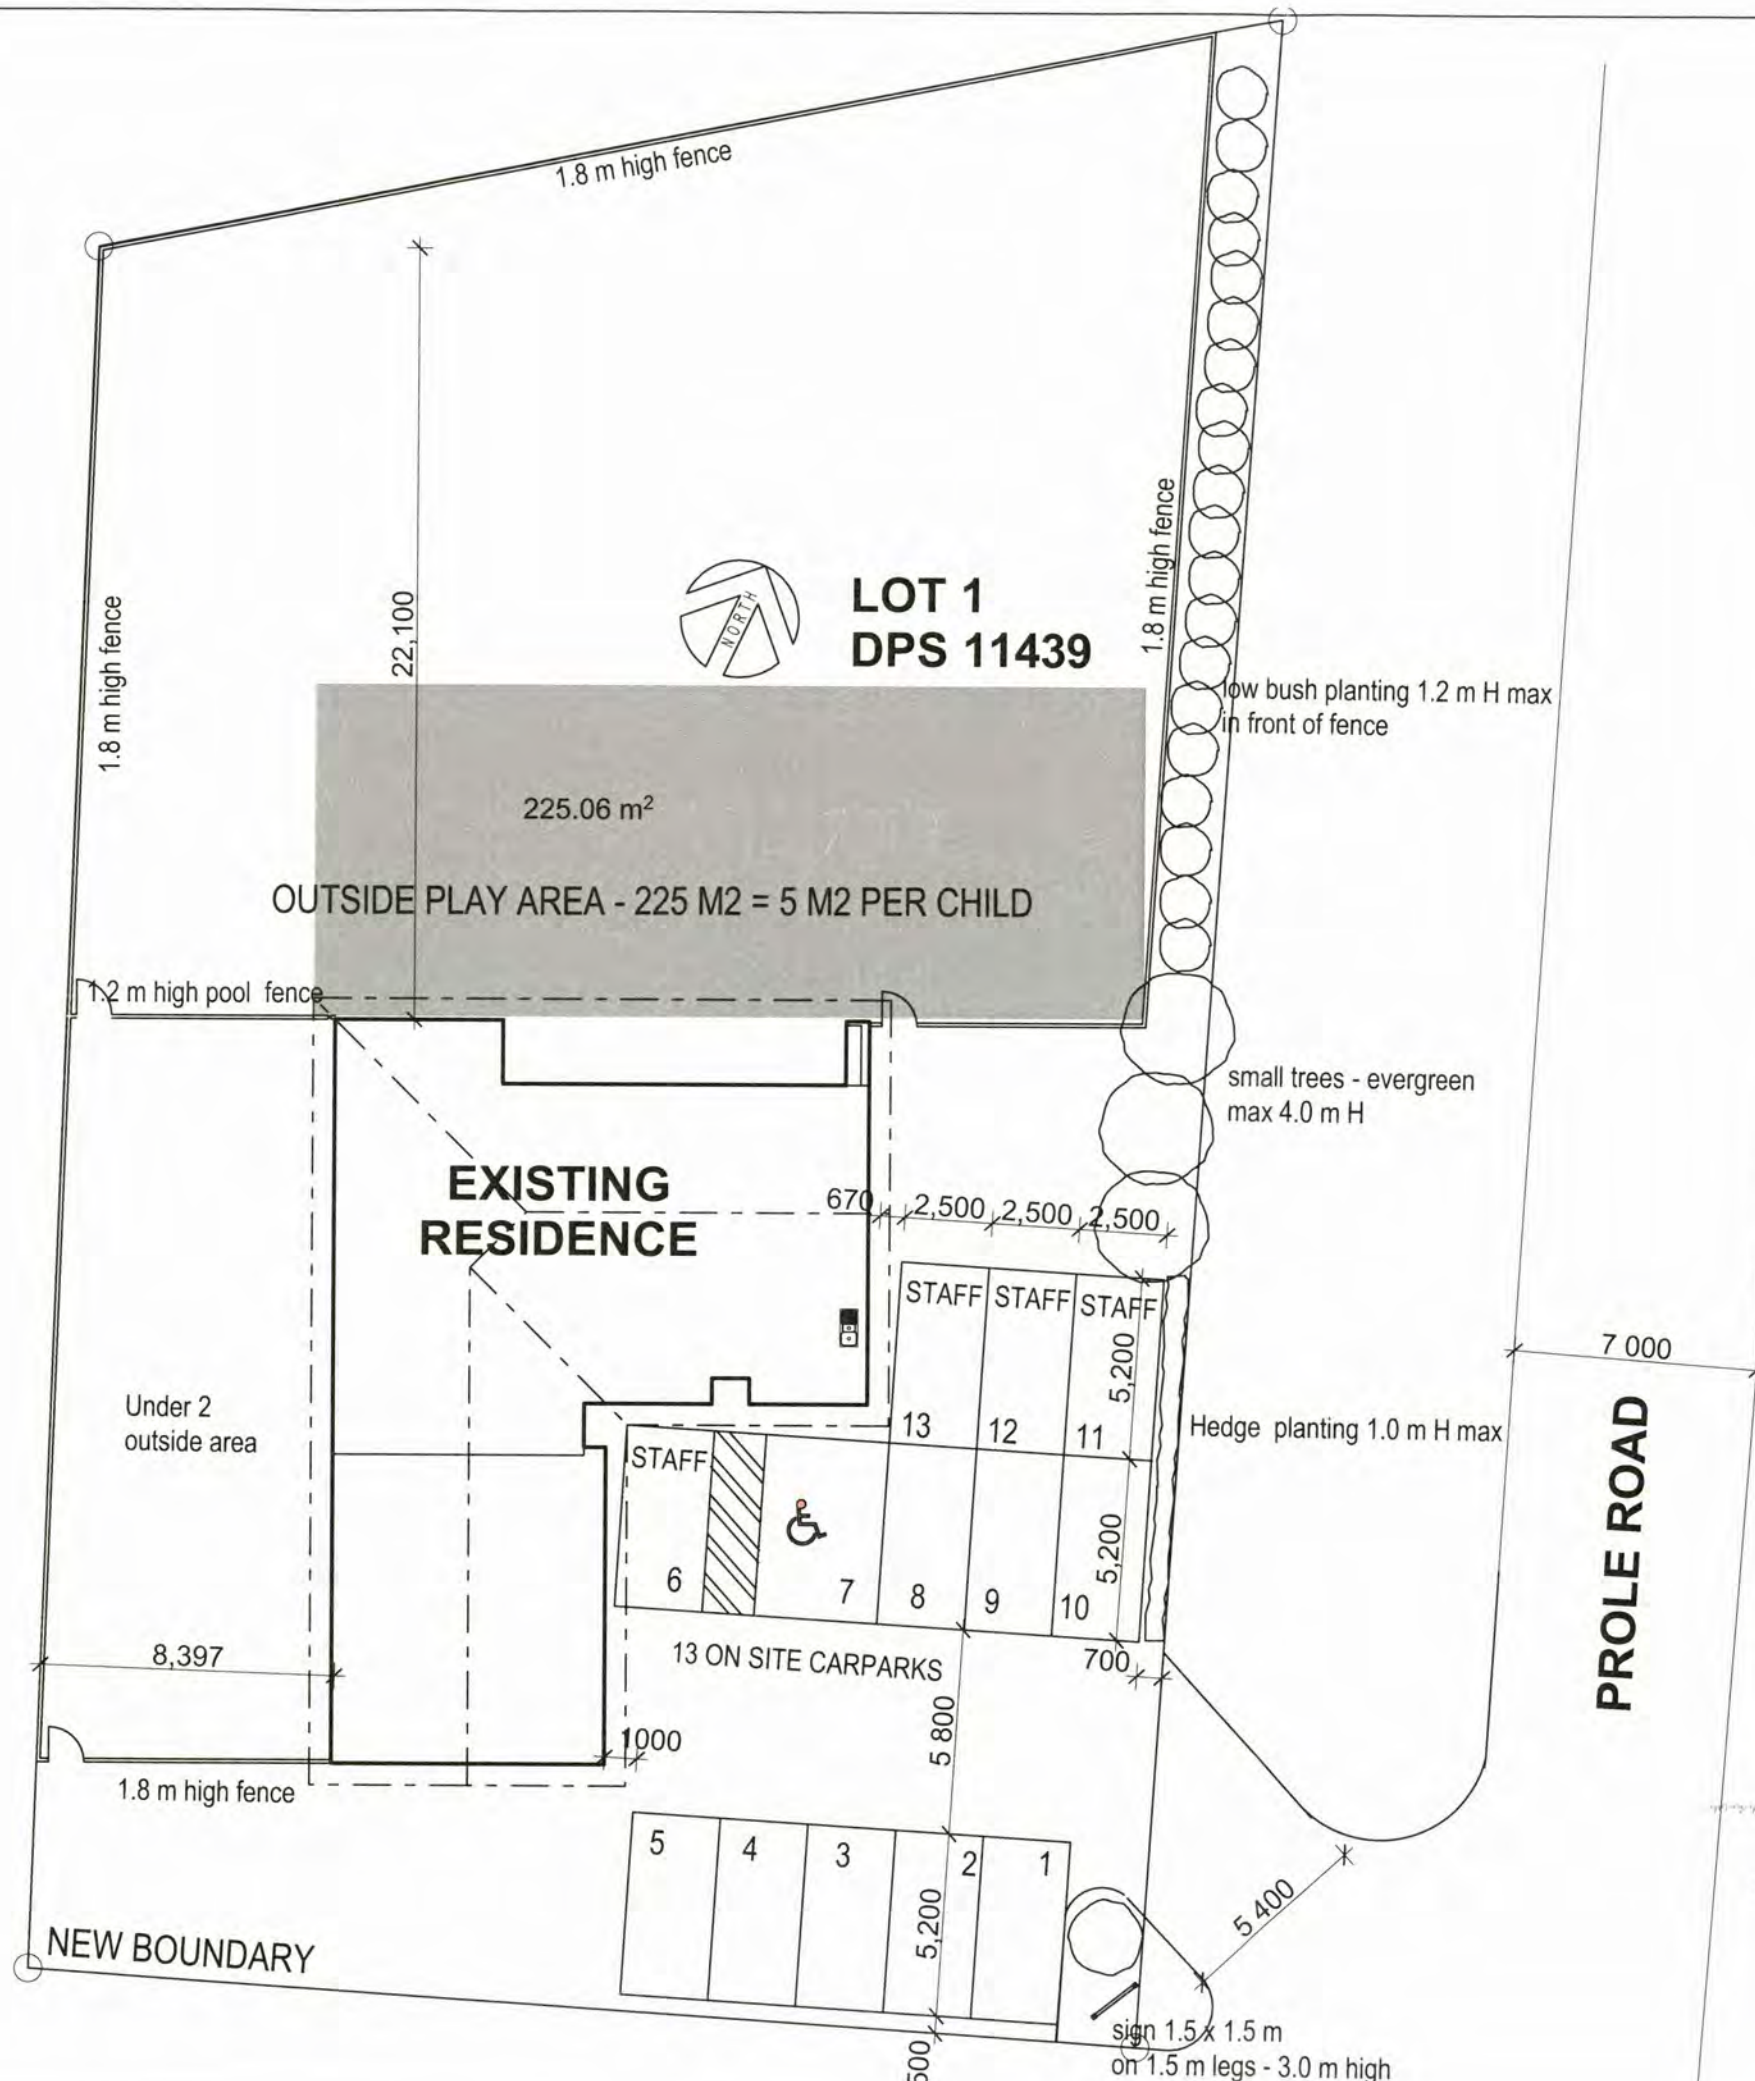 1.8 m high fence
1.8 m high fence
22,100
NORTH
LOT 1
DPS 11439
1.8 m high fence
low bush planting 1.2 m H max
in front of fence
225.06 m²
OUTSIDE PLAY AREA - 225 M2 = 5 M2 PER CHILD
1.2 m high pool fence
small trees - evergreen
max 4.0 m H
EXISTING
RESIDENCE
670
2,500
2,500
2,500
STAFF
STAFF
STAFF
5,200
7 000
PROLE ROAD
Under 2
outside area
13
12
11
Hedge planting 1.0 m H max
STAFF
6
7
8
9
10
5,200
8,397
13 ON SITE CARPARKS
700
5 800
1000
1.8 m high fence
5
4
3
2
1
5,200
5 400
NEW BOUNDARY
sign 1.5 x 1.5 m
on 1.5 m legs - 3.0 m high